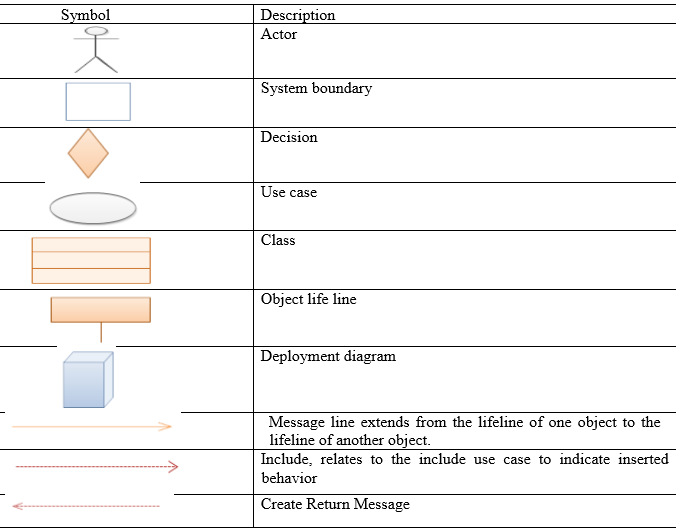 Symbol Description
Actor
System boundary
Decision
Use case
Class
Object life line
Deployment diagram
Message line extends from the lifeline of one object to the
lifeline of another object.
Include, relates to the include use case to indicate inserted
behavior
Create Return Message